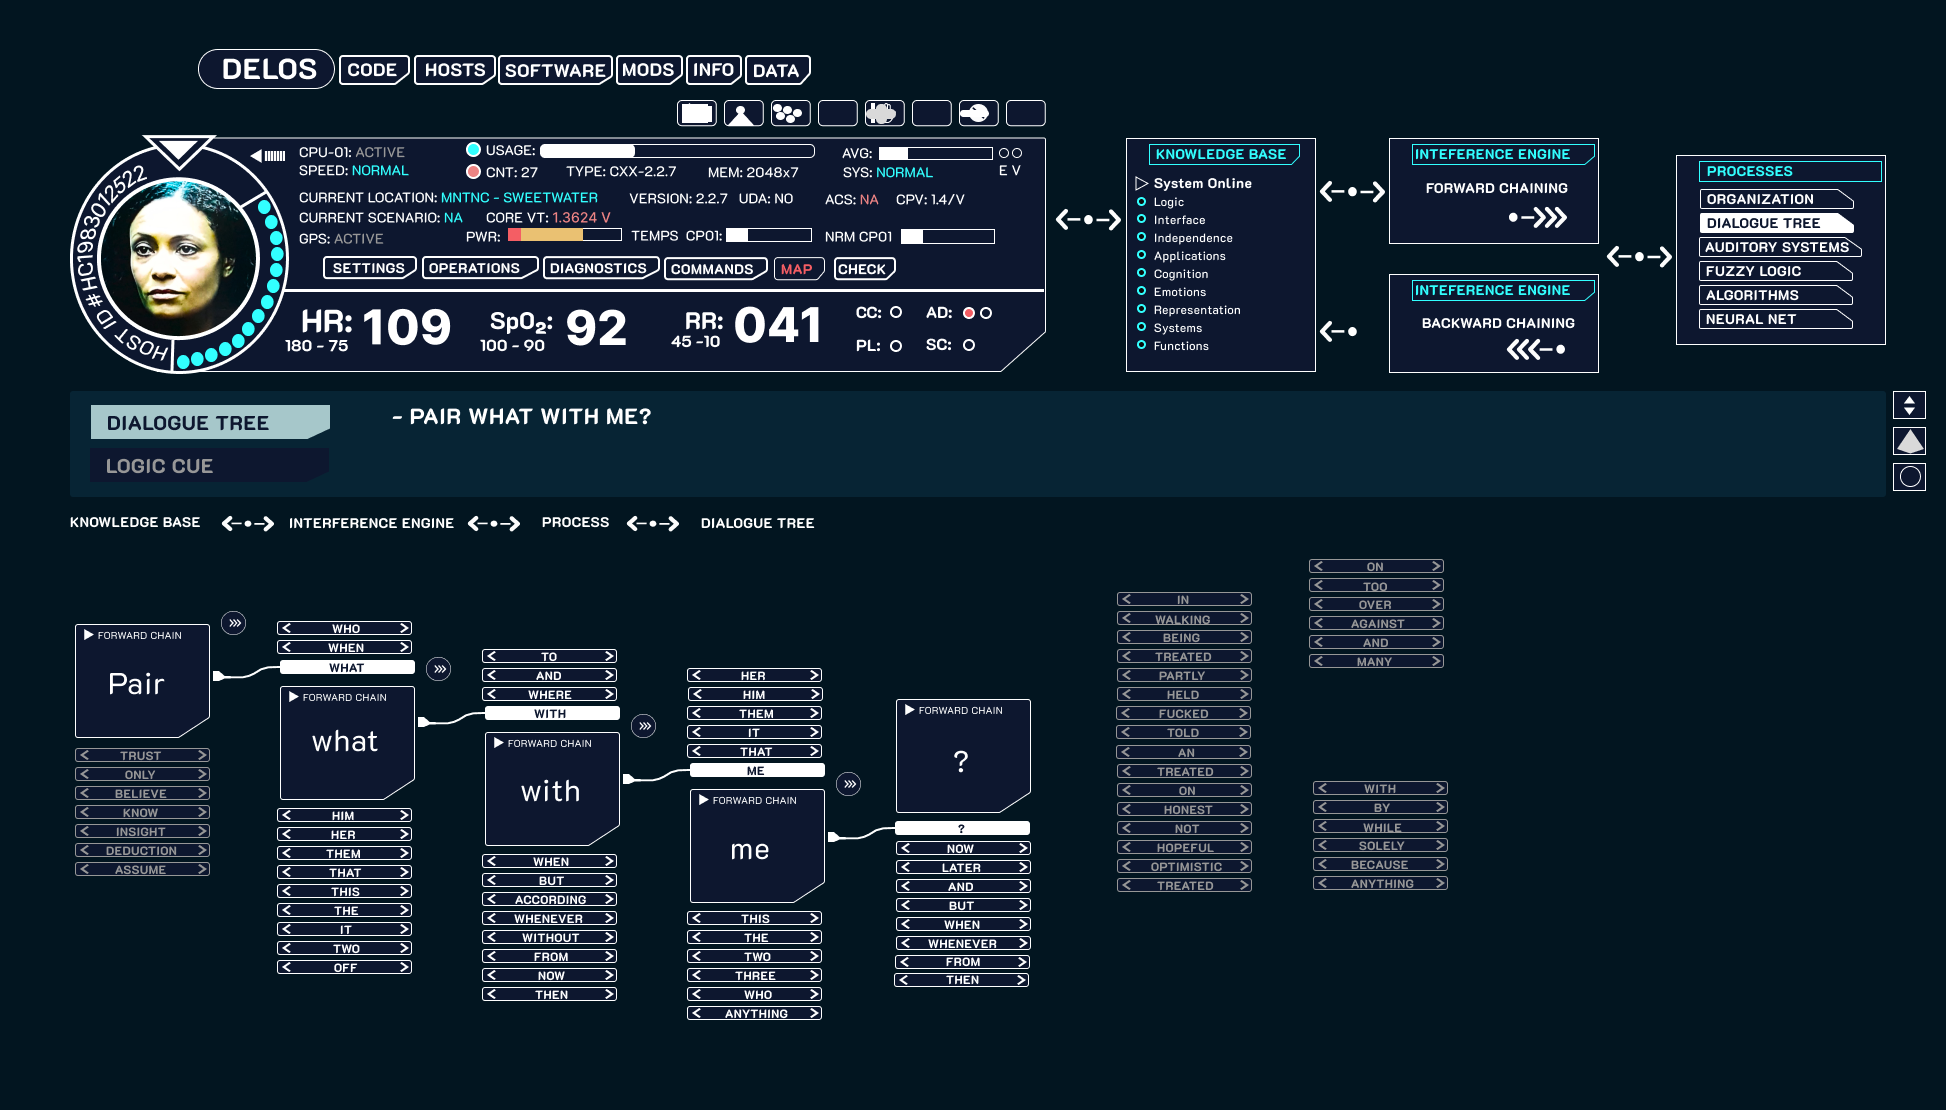 DELOS CODE HOSTS SOFTWARE MODS INFO DATA
HOST ID# HC1983012522
CPU-01: ACTIVE
SPEED: NORMAL
USAGE:
CNT: 27 TYPE: CXX-2.2.7 MEM: 2048x7
AVG:
SYS: NORMAL
E V
CURRENT LOCATION: MNTNC - SWEETWATER VERSION: 2.2.7 UDA: NO ACS: NA CPV: 1.4/V
CURRENT SCENARIO: NA CORE VT: 1.3624 V
GPS: ACTIVE PWR: TEMPS CP01: NRM CP01
SETTINGS OPERATIONS DIAGNOSTICS COMMANDS MAP CHECK
HR: 109
180 - 75
SpO2: 92
100 - 90
RR: 041
45 -10
CC: AD:
PL: SC:
KNOWLEDGE BASE
System Online
Logic
Interface
Independence
Applications
Cognition
Emotions
Representation
Systems
Functions
INTEFERENCE ENGINE
FORWARD CHAINING
INTEFERENCE ENGINE
BACKWARD CHAINING
PROCESSES
ORGANIZATION
DIALOGUE TREE
AUDITORY SYSTEMS
FUZZY LOGIC
ALGORITHMS
NEURAL NET
DIALOGUE TREE
LOGIC CUE
- PAIR WHAT WITH ME?
KNOWLEDGE BASE INTERFERENCE ENGINE PROCESS DIALOGUE TREE
FORWARD CHAIN
Pair
TRUST
ONLY
BELIEVE
KNOW
INSIGHT
DEDUCTION
ASSUME
WHO
WHEN
WHAT
FORWARD CHAIN
what
HIM
HER
THEM
THAT
THIS
THE
IT
TWO
OFF
TO
AND
WHERE
WITH
FORWARD CHAIN
with
WHEN
BUT
ACCORDING
WHENEVER
WITHOUT
FROM
NOW
THEN
HER
HIM
THEM
IT
THAT
ME
FORWARD CHAIN
me
THIS
THE
TWO
THREE
WHO
ANYTHING
FORWARD CHAIN
?
?
NOW
LATER
AND
BUT
WHEN
WHENEVER
FROM
THEN
IN
WALKING
BEING
TREATED
PARTLY
HELD
FUCKED
TOLD
AN
TREATED
ON
HONEST
NOT
HOPEFUL
OPTIMISTIC
TREATED
ON
TOO
OVER
AGAINST
AND
MANY
WITH
BY
WHILE
SOLELY
BECAUSE
ANYTHING